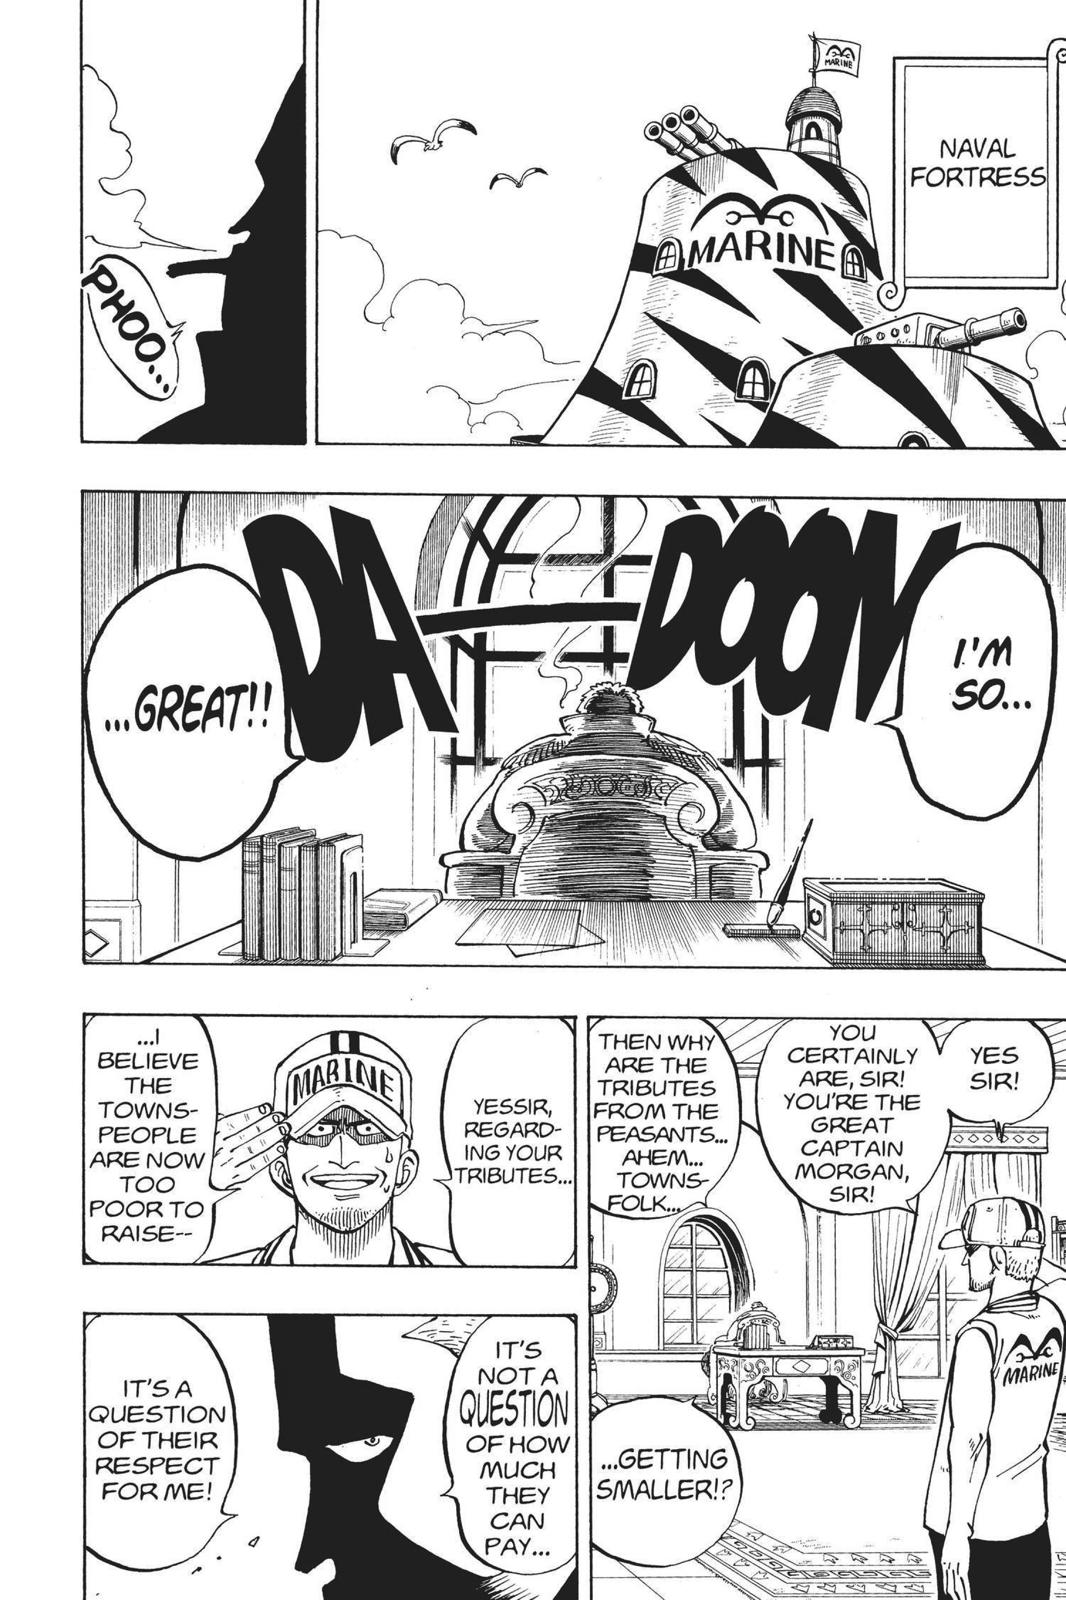 NAVAL
FORTRESS
MARINE
MARINE
PHOO...
I'M
SO...
DA DOOM
...GREAT!!
YES
SIR!
YOU
CERTAINLY
ARE, SIR!
YOU'RE THE
GREAT
CAPTAIN
MORGAN,
SIR!
THEN WHY
ARE THE
TRIBUTES
FROM THE
PEASANTS...
AHEM...
TOWNS-
FOLK...
MARINE
...GETTING
SMALLER!?
YESSIR,
REGARD-
ING YOUR
TRIBUTES...
MARINE
...I
BELIEVE
THE
TOWNS-
PEOPLE
ARE NOW
TOO
POOR TO
RAISE--
IT'S
NOT A
QUESTION
OF HOW
MUCH
THEY
CAN
PAY...
IT'S A
QUESTION
OF THEIR
RESPECT
FOR ME!